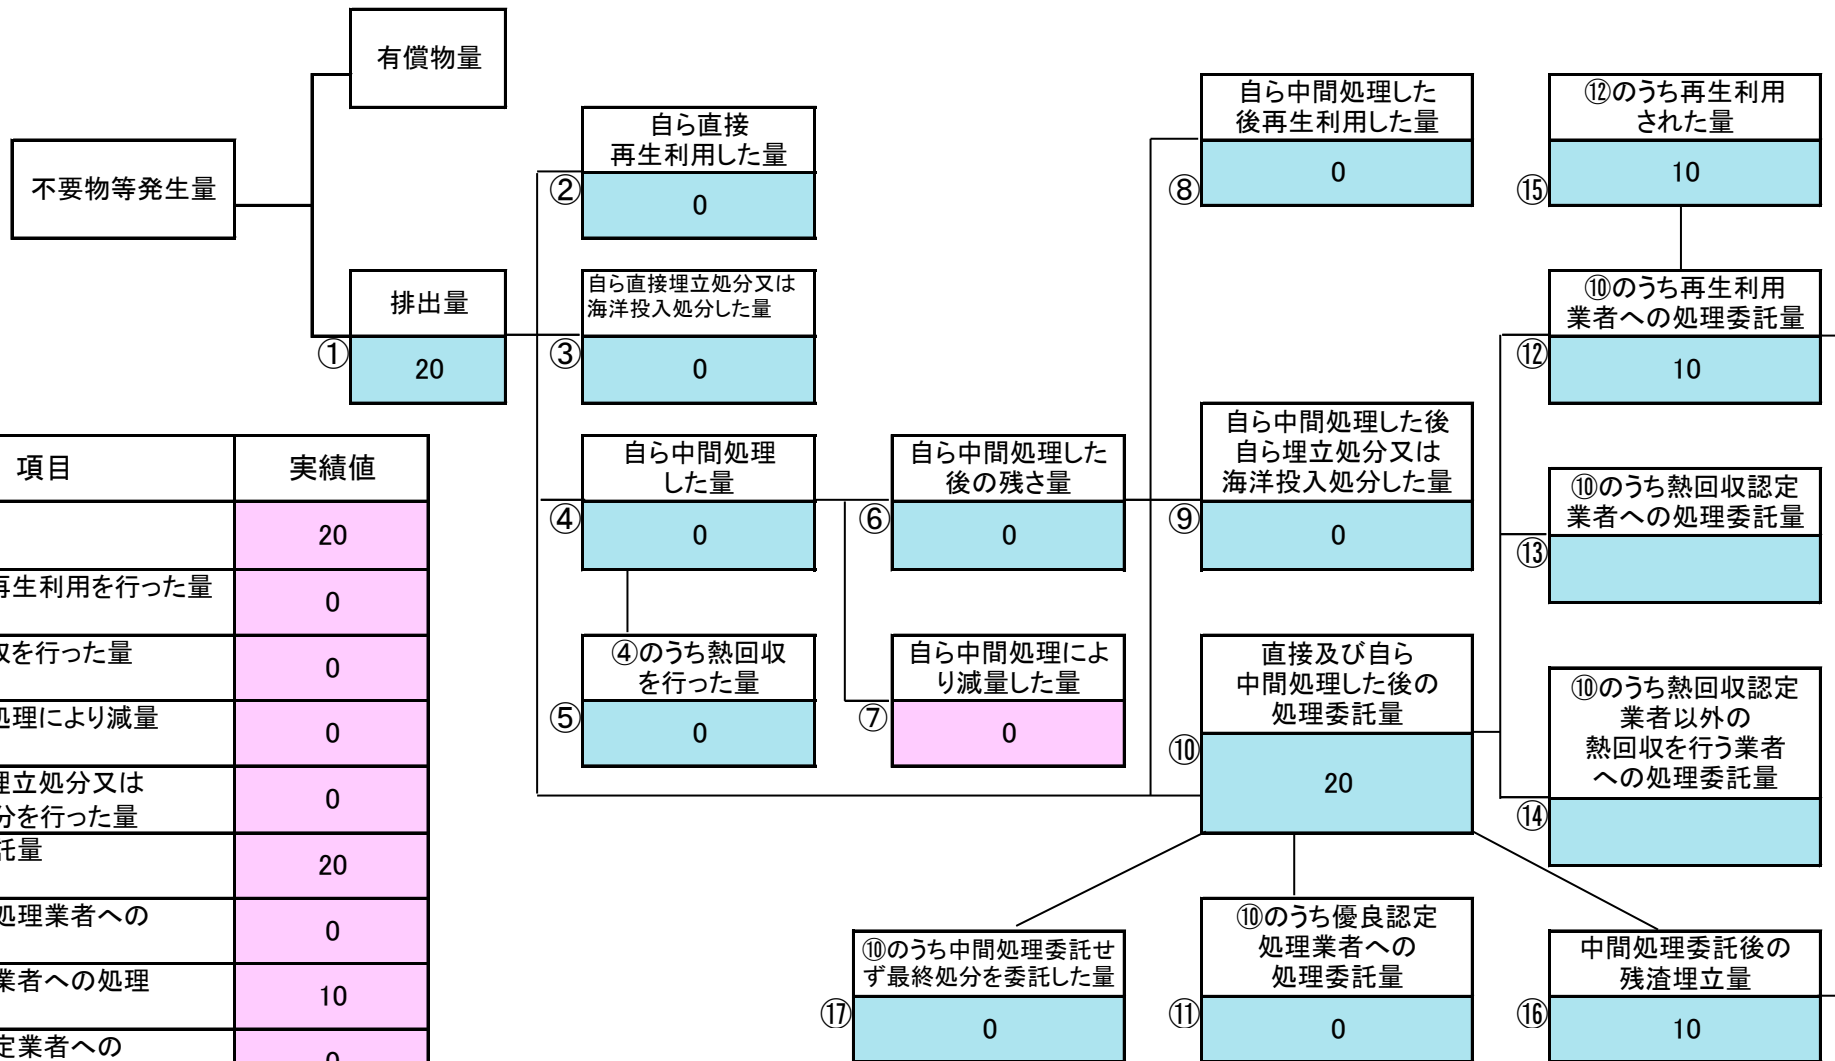 有償物量
不要物等発生量
排出量
①
20
自ら直接
再生利用した量
②
0
自ら直接埋立処分又は
海洋投入処分した量
③
0
自ら中間処理
した量
④
0
④のうち熱回収
を行った量
⑤
0
自ら中間処理した
後の残さ量
⑥
0
自ら中間処理によ
り減量した量
⑦
0
自ら中間処理した
後再生利用した量
⑧
0
自ら中間処理した後
自ら埋立処分又は
海洋投入処分した量
⑨
0
直接及び自ら
中間処理した後の
処理委託量
⑩
20
⑫のうち再生利用
された量
⑮
10
⑩のうち再生利用
業者への処理委託量
⑫
10
⑩のうち熱回収認定
業者への処理委託量
⑬
⑩のうち熱回収認定
業者以外の
熱回収を行う業者
への処理委託量
⑭
⑩のうち中間処理委託せ
ず最終処分を委託した量
⑰
0
⑩のうち優良認定
処理業者への
処理委託量
⑪
0
中間処理委託後の
残渣埋立量
⑯
10
項目 実績値
20
再生利用を行った量
0
収を行った量
0
処理により減量
0
埋立処分又は
分を行った量
0
託量
20
処理業者への
0
業者への処理
10
定業者への
0